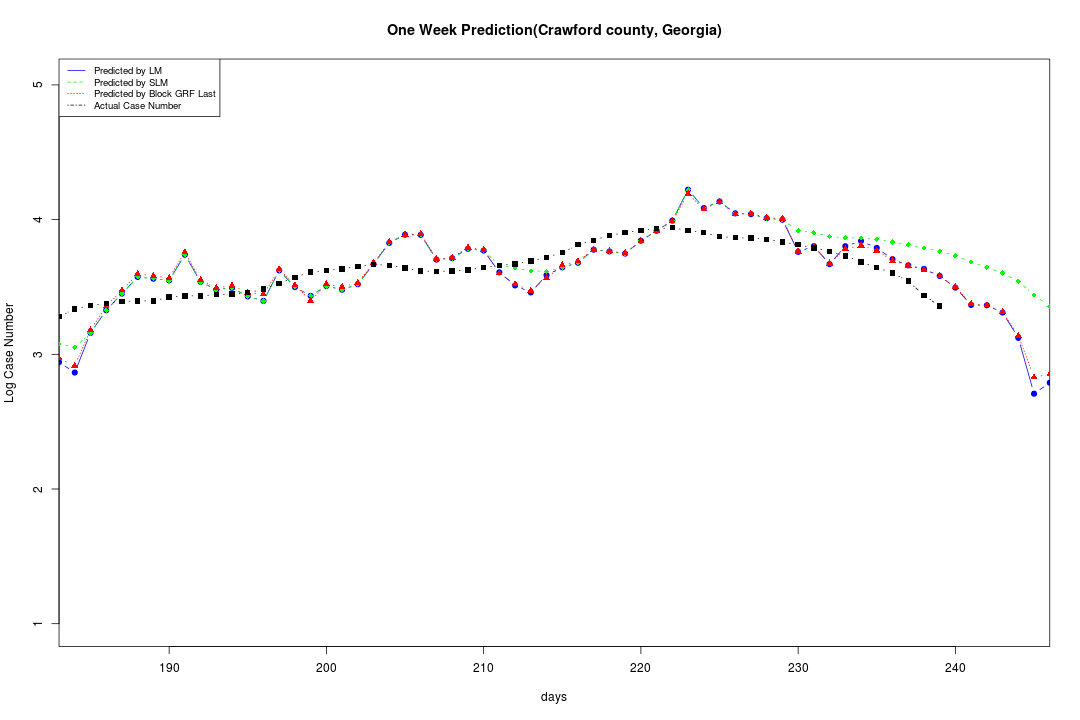 One Week Prediction(Crawford county, Georgia)
Predicted by LM
Predicted by SLM
Predicted by Block GRF Last
Actual Case Number
Log Case Number
5
4
3
2
1
190 200 210 220 230 240
days